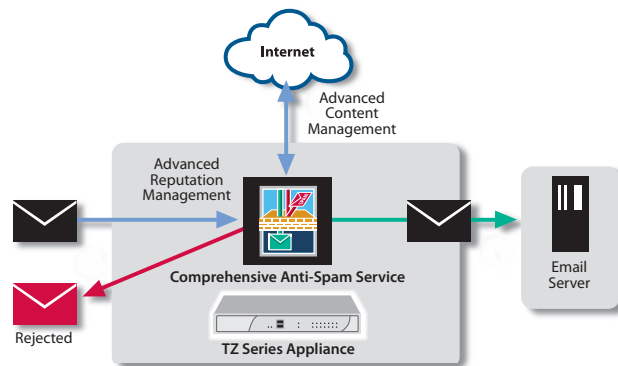 Internet
Advanced
Content
Management
Advanced
Reputation
Management
Comprehensive Anti-Spam Service
TZ Series Appliance
Rejected
Email
Server